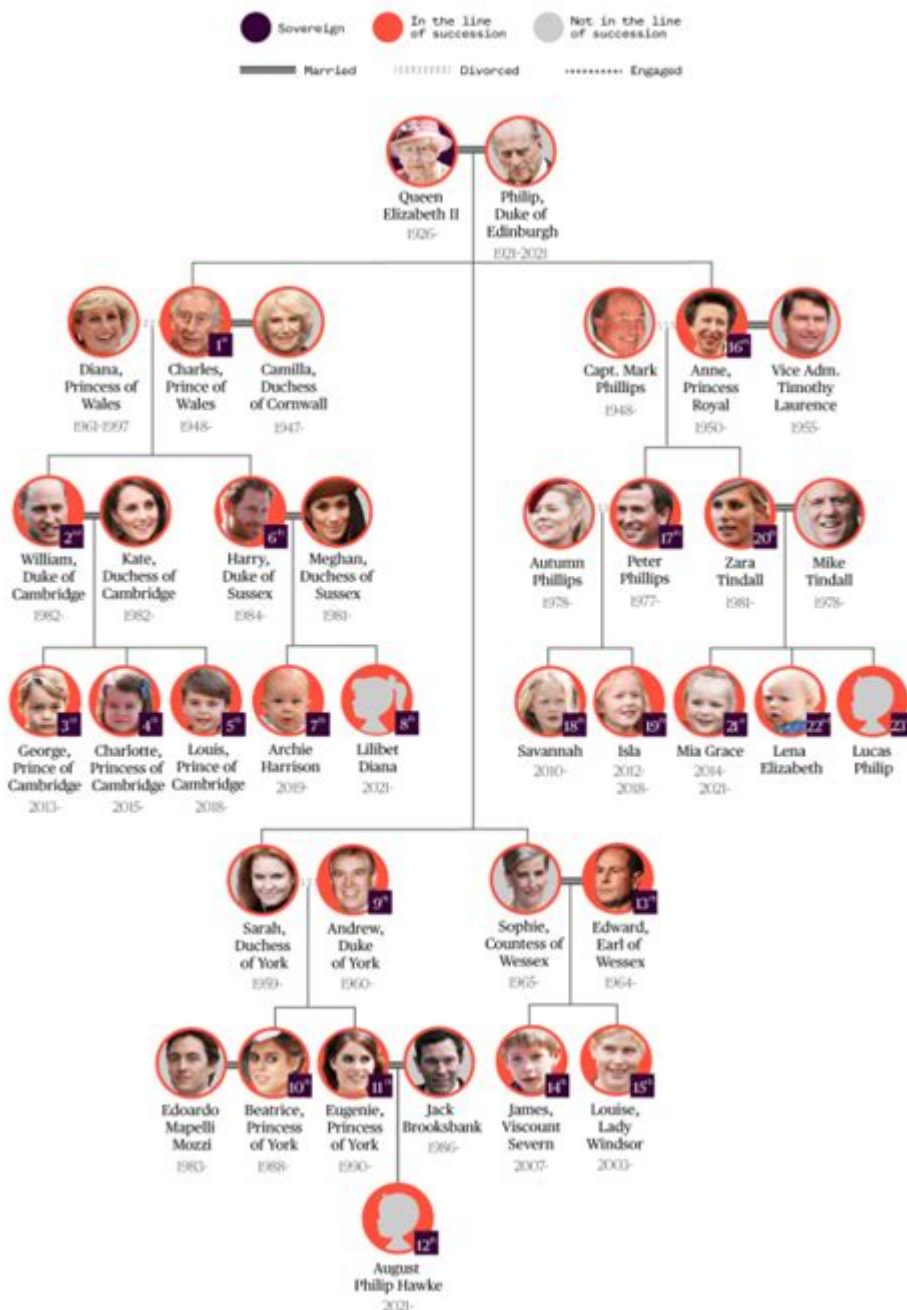 Sovereign
In the line
of succession
Not in the line
of succession
Married
Divorced
Engaged
Queen
Elizabeth II
1926-
Philip,
Duke of
Edinburgh
1921-2021
Diana,
Princess of
Wales
1961-1997
1st
Charles,
Prince of
Wales
1948-
Camilla,
Duchess
of Cornwall
1947-
Capt. Mark
Phillips
1948-
16th
Anne,
Princess
Royal
1950-
Vice Adm.
Timothy
Laurence
1955-
2nd
William,
Duke of
Cambridge
1982-
Kate,
Duchess of
Cambridge
1982-
6th
Harry,
Duke of
Sussex
1984-
Meghan,
Duchess of
Sussex
1981-
Autumn
Phillips
1978-
17th
Peter
Phillips
1977-
20th
Zara
Tindall
1981-
Mike
Tindall
1978-
3rd
George,
Prince of
Cambridge
2013-
4th
Charlotte,
Princess of
Cambridge
2015-
5th
Louis,
Prince of
Cambridge
2018-
7th
Archie
Harrison
2019-
8th
Lilibet
Diana
2021-
18th
Savannah
2010-
19th
Isla
2012-
2018-
21st
Mia Grace
2014-
2021-
22nd
Lena
Elizabeth
23rd
Lucas
Philip
Sarah,
Duchess
of York
1959-
9th
Andrew,
Duke
of York
1960-
Sophie,
Countess of
Wessex
1965-
13th
Edward,
Earl of
Wessex
1964-
Edoardo
Mapelli
Mozzi
1983-
10th
Beatrice,
Princess
of York
1988-
11th
Eugenie,
Princess
of York
1990-
Jack
Brooksbank
1986-
14th
James,
Viscount
Severn
2007-
15th
Louise,
Lady
Windsor
2003-
12th
August
Philip Hawke
2021-